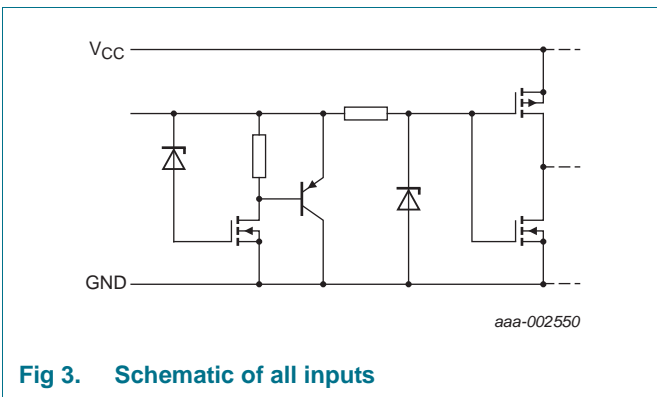 VCC
GND
aaa-002550
Fig 3. Schematic of all inputs